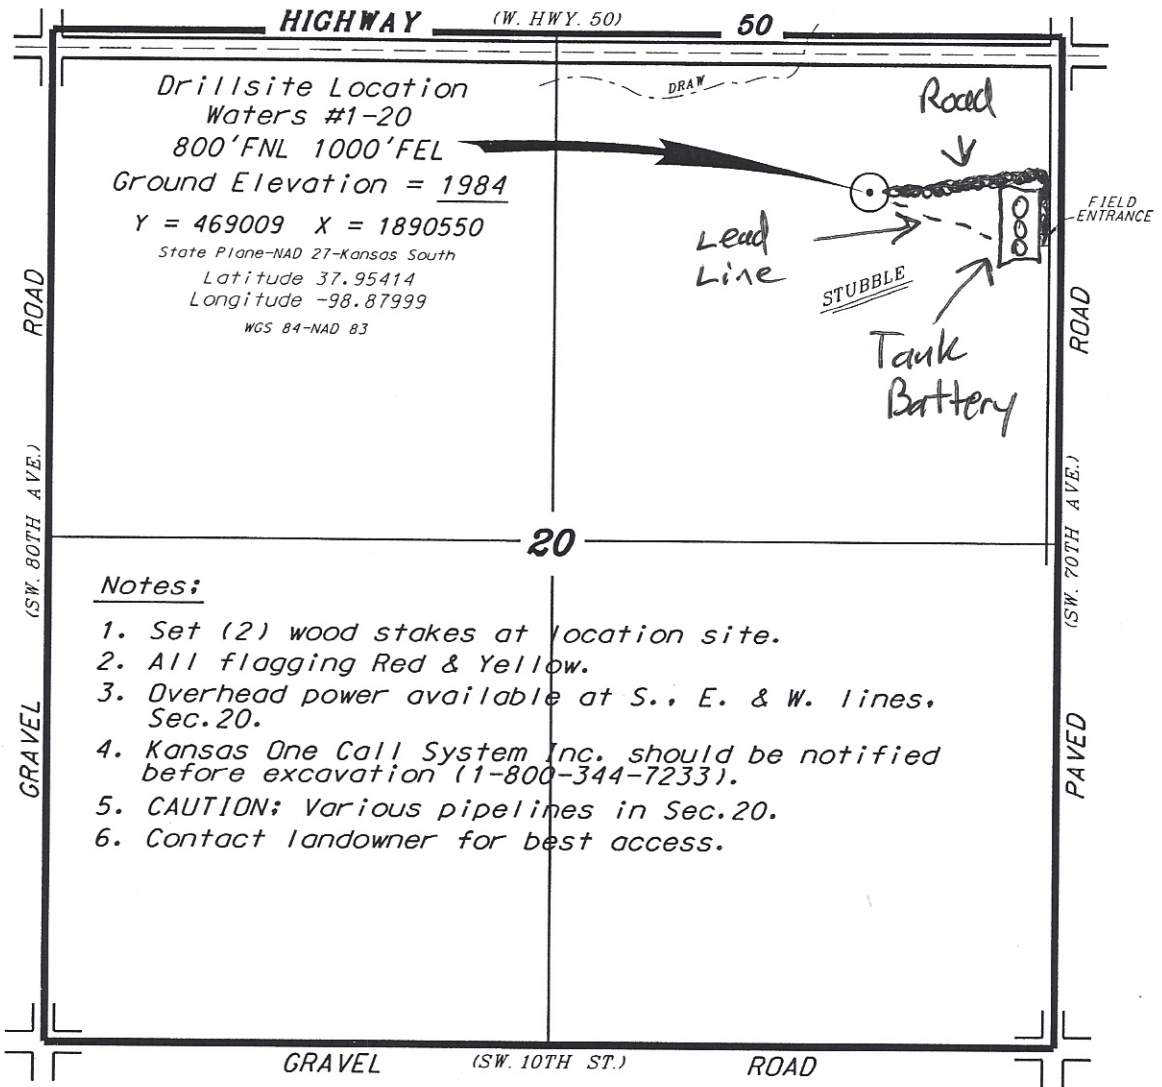 HIGHWAY (W. HWY. 50) 50
DRAW
Drillsite Location
Waters #1-20
800'FNL 1000'FEL
Ground Elevation = 1984
Y = 469009 X = 1890550
State Plane-NAD 27-Kansas South
Latitude 37.95414
Longitude -98.87999
WGS 84-NAD 83
Road
FIELD
ENTRANCE
Lead
Line
STUBBLE
Tank
Battery
GRAVEL (SW. 80TH AVE.) ROAD
PAVED (SW. 70TH AVE.) ROAD
20
Notes:
1. Set (2) wood stakes at location site.
2. All flagging Red & Yellow.
3. Overhead power available at S., E. & W. lines,
Sec.20.
4. Kansas One Call System Inc. should be notified
before excavation (1-800-344-7233).
5. CAUTION: Various pipelines in Sec.20.
6. Contact landowner for best access.
GRAVEL (SW. 10TH ST.) ROAD